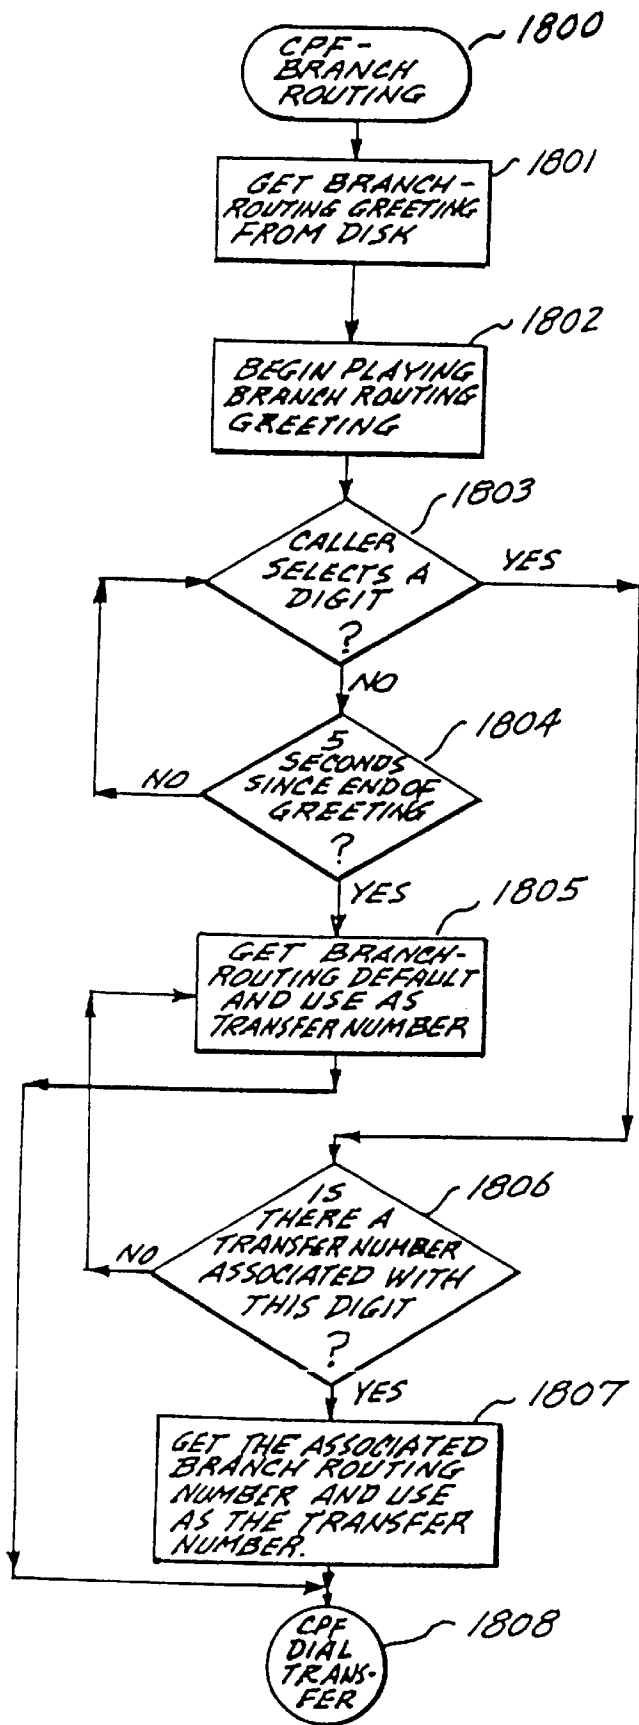 1800
CPF-
BRANCH
ROUTING
1801
GET BRANCH-
ROUTING GREETING
FROM DISK
1802
BEGIN PLAYING
BRANCH ROUTING
GREETING
1803
CALLER
SELECTS A
DIGIT
?
YES
NO
1804
5
SECONDS
SINCE END OF
GREETING
?
NO
YES
1805
GET BRANCH-
ROUTING DEFAULT
AND USE AS
TRANSFER NUMBER
1806
IS
THERE A
TRANSFER NUMBER
ASSOCIATED WITH
THIS DIGIT
?
NO
YES
1807
GET THE ASSOCIATED
BRANCH ROUTING
NUMBER AND USE
AS THE TRANSFER
NUMBER.
1808
CPF
DIAL
TRANS-
FER